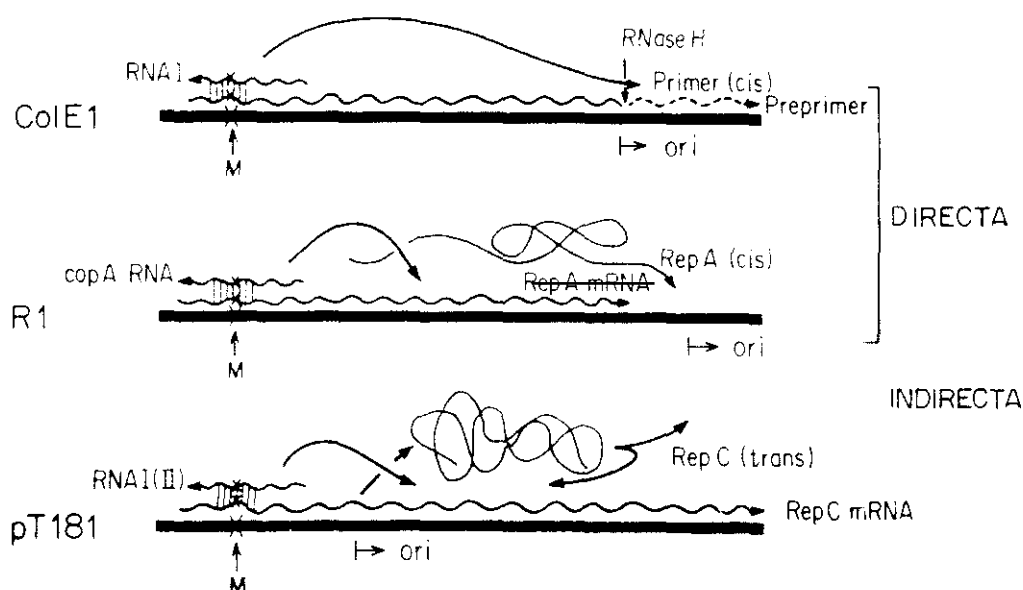 RNase H
RNA I
Primer (cis)
Preprimer
ColE1
ori
M
DIRECTA
copA RNA
RepA (cis)
RepA mRNA
R1
ori
M
INDIRECTA
RNAI(II)
RepC (trans)
RepC mRNA
pT181
ori
M